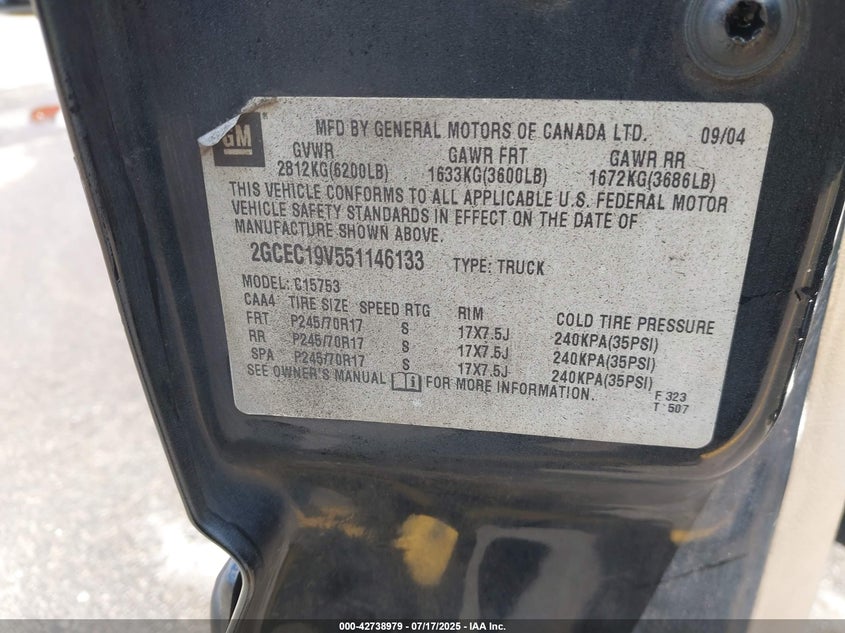 GM
MFD BY GENERAL MOTORS OF CANADA LTD. 09/04
GVWR GAWR FRT GAWR RR
2812KG(6200LB) 1633KG(3600LB) 1672KG(3686LB)
THIS VEHICLE CONFORMS TO ALL APPLICABLE U.S. FEDERAL MOTOR
VEHICLE SAFETY STANDARDS IN EFFECT ON THE DATE OF
MANUFACTURE SHOWN ABOVE.
2GCEC19V551146133 TYPE: TRUCK
MODEL: C15753
CAA4 TIRE SIZE SPEED RTG RIM COLD TIRE PRESSURE
FRT P245/70R17 S 17X7.5J 240KPA(35PSI)
RR P245/70R17 S 17X7.5J 240KPA(35PSI)
SPA P245/70R17 S 17X7.5J 240KPA(35PSI)
SEE OWNER'S MANUAL i FOR MORE INFORMATION.
F 323
T 507
000-42738979 - 07/17/2025 - IAA Inc.